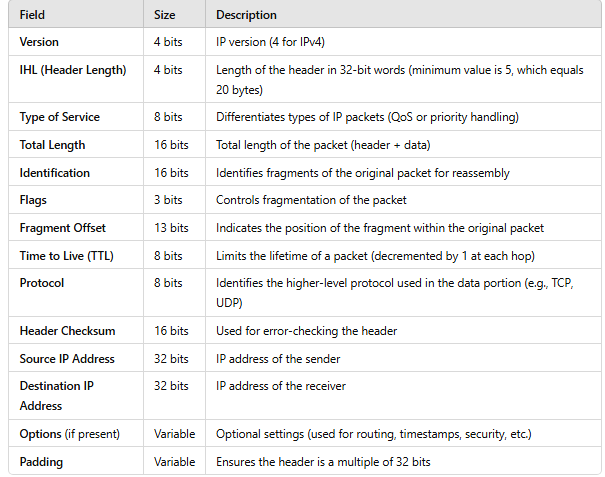 Field Size Description
Version 4 bits IP version (4 for IPv4)
IHL (Header Length) 4 bits Length of the header in 32-bit words (minimum value is 5, which equals
20 bytes)
Type of Service 8 bits Differentiates types of IP packets (QoS or priority handling)
Total Length 16 bits Total length of the packet (header + data)
Identification 16 bits Identifies fragments of the original packet for reassembly
Flags 3 bits Controls fragmentation of the packet
Fragment Offset 13 bits Indicates the position of the fragment within the original packet
Time to Live (TTL) 8 bits Limits the lifetime of a packet (decremented by 1 at each hop)
Protocol 8 bits Identifies the higher-level protocol used in the data portion (e.g., TCP,
UDP)
Header Checksum 16 bits Used for error-checking the header
Source IP Address 32 bits IP address of the sender
Destination IP 32 bits IP address of the receiver
Address
Options (if present) Variable Optional settings (used for routing, timestamps, security, etc.)
Padding Variable Ensures the header is a multiple of 32 bits